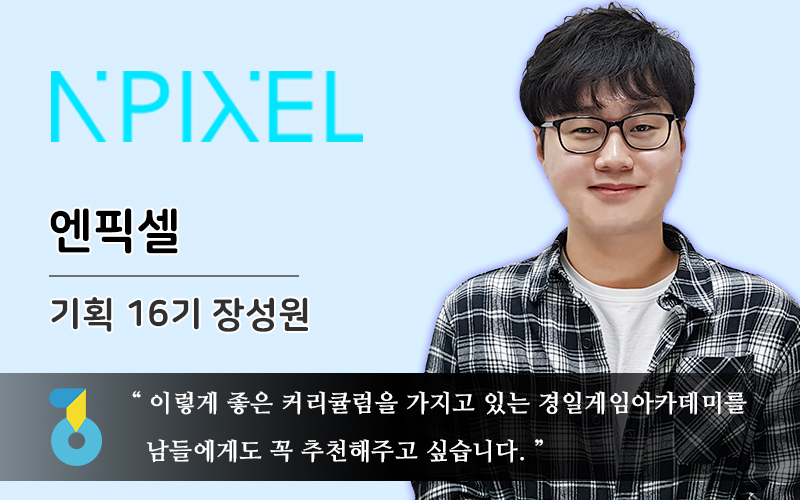 NPIXEL
엔픽셀
기획 16기 장성원
“ 이렇게 좋은 커리큘럼을 가지고 있는 경일게임아카데미를
남들에게도 꼭 추천해주고 싶습니다. ”